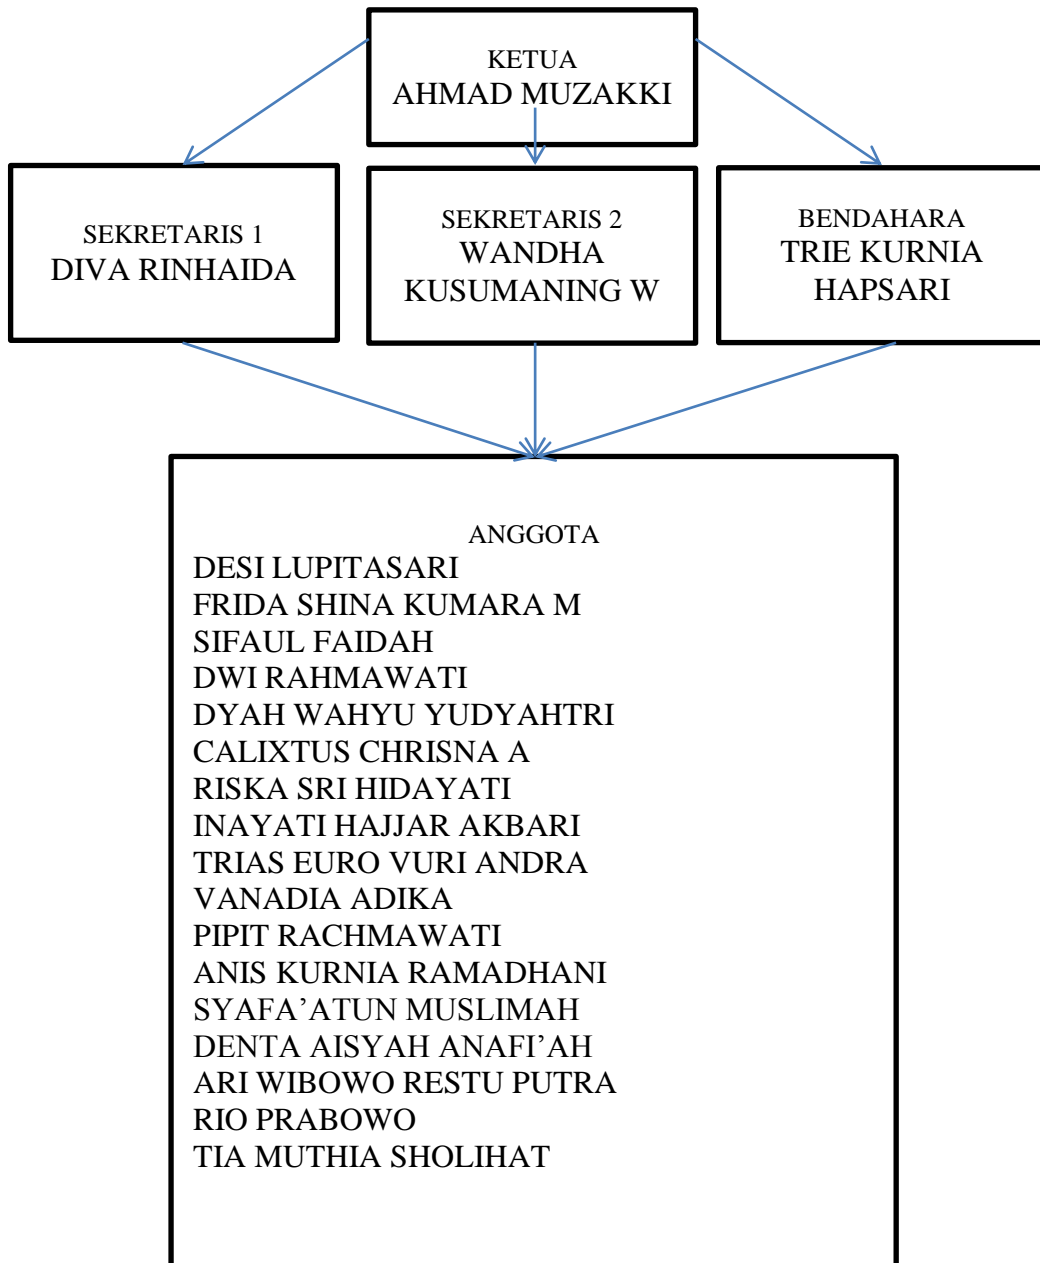 KETUA
AHMAD MUZAKKI
SEKRETARIS 1
DIVA RINHAIDA
SEKRETARIS 2
WANDHA
KUSUMANING W
BENDAHARA
TRIE KURNIA
HAPSARI
ANGGOTA
DESI LUPITASARI
FRIDA SHINA KUMARA M
SIFAUL FAIDAH
DWI RAHMAWATI
DYAH WAHYU YUDYAHTRI
CALIXTUS CHRISNA A
RISKA SRI HIDAYATI
INAYATI HAJJAR AKBARI
TRIAS EURO VURI ANDRA
VANADIA ADIKA
PIPIT RACHMAWATI
ANIS KURNIA RAMADHANI
SYAFA’ATUN MUSLIMAH
DENTA AISYAH ANAFI’AH
ARI WIBOWO RESTU PUTRA
RIO PRABOWO
TIA MUTHIA SHOLIHAT